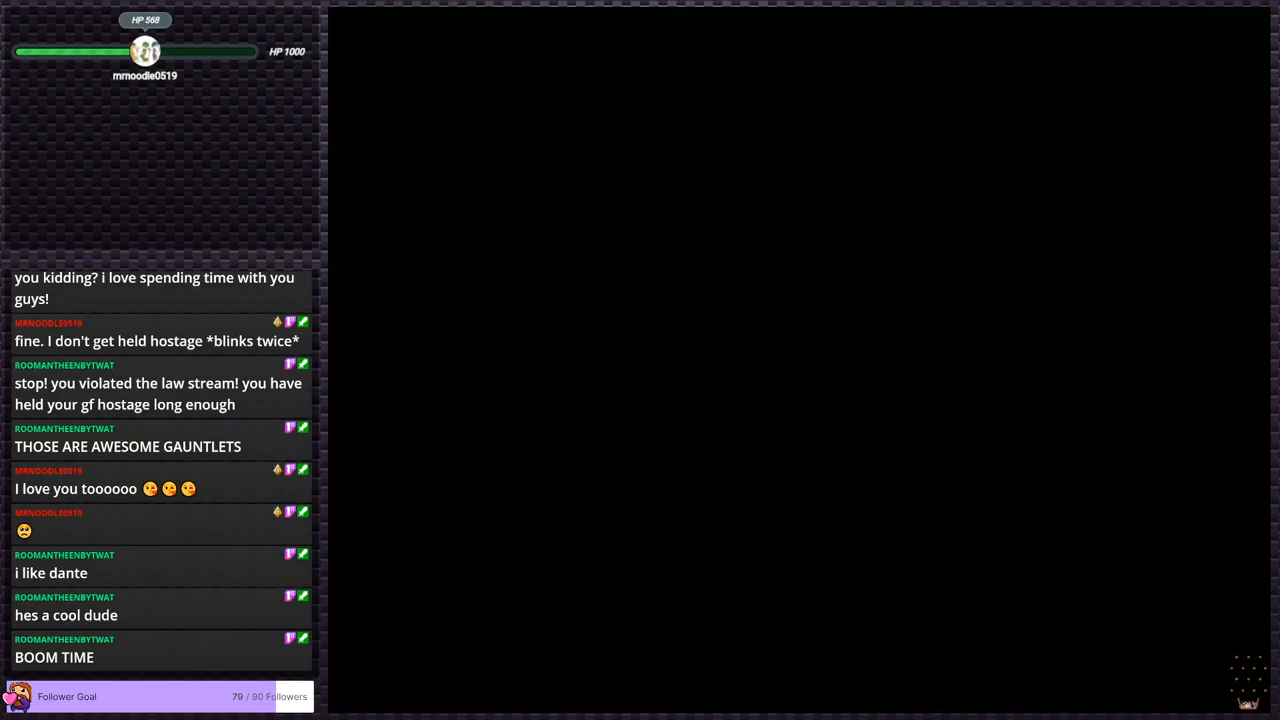 HP 568
HP 1000
mrnoodle0519
you kidding? i love spending time with you
guys!
MRNOODLE0519
fine. I don't get held hostage *blinks twice*
ROOMANTHEENBYTWAT
stop! you violated the law stream! you have
held your gf hostage long enough
ROOMANTHEENBYTWAT
THOSE ARE AWESOME GAUNTLETS
MRNOODLE0519
I love you toooooo 😘 😘 😘
MRNOODLE0519
🥺
ROOMANTHEENBYTWAT
i like dante
ROOMANTHEENBYTWAT
hes a cool dude
ROOMANTHEENBYTWAT
BOOM TIME
Follower Goal 79 / 90 Followers